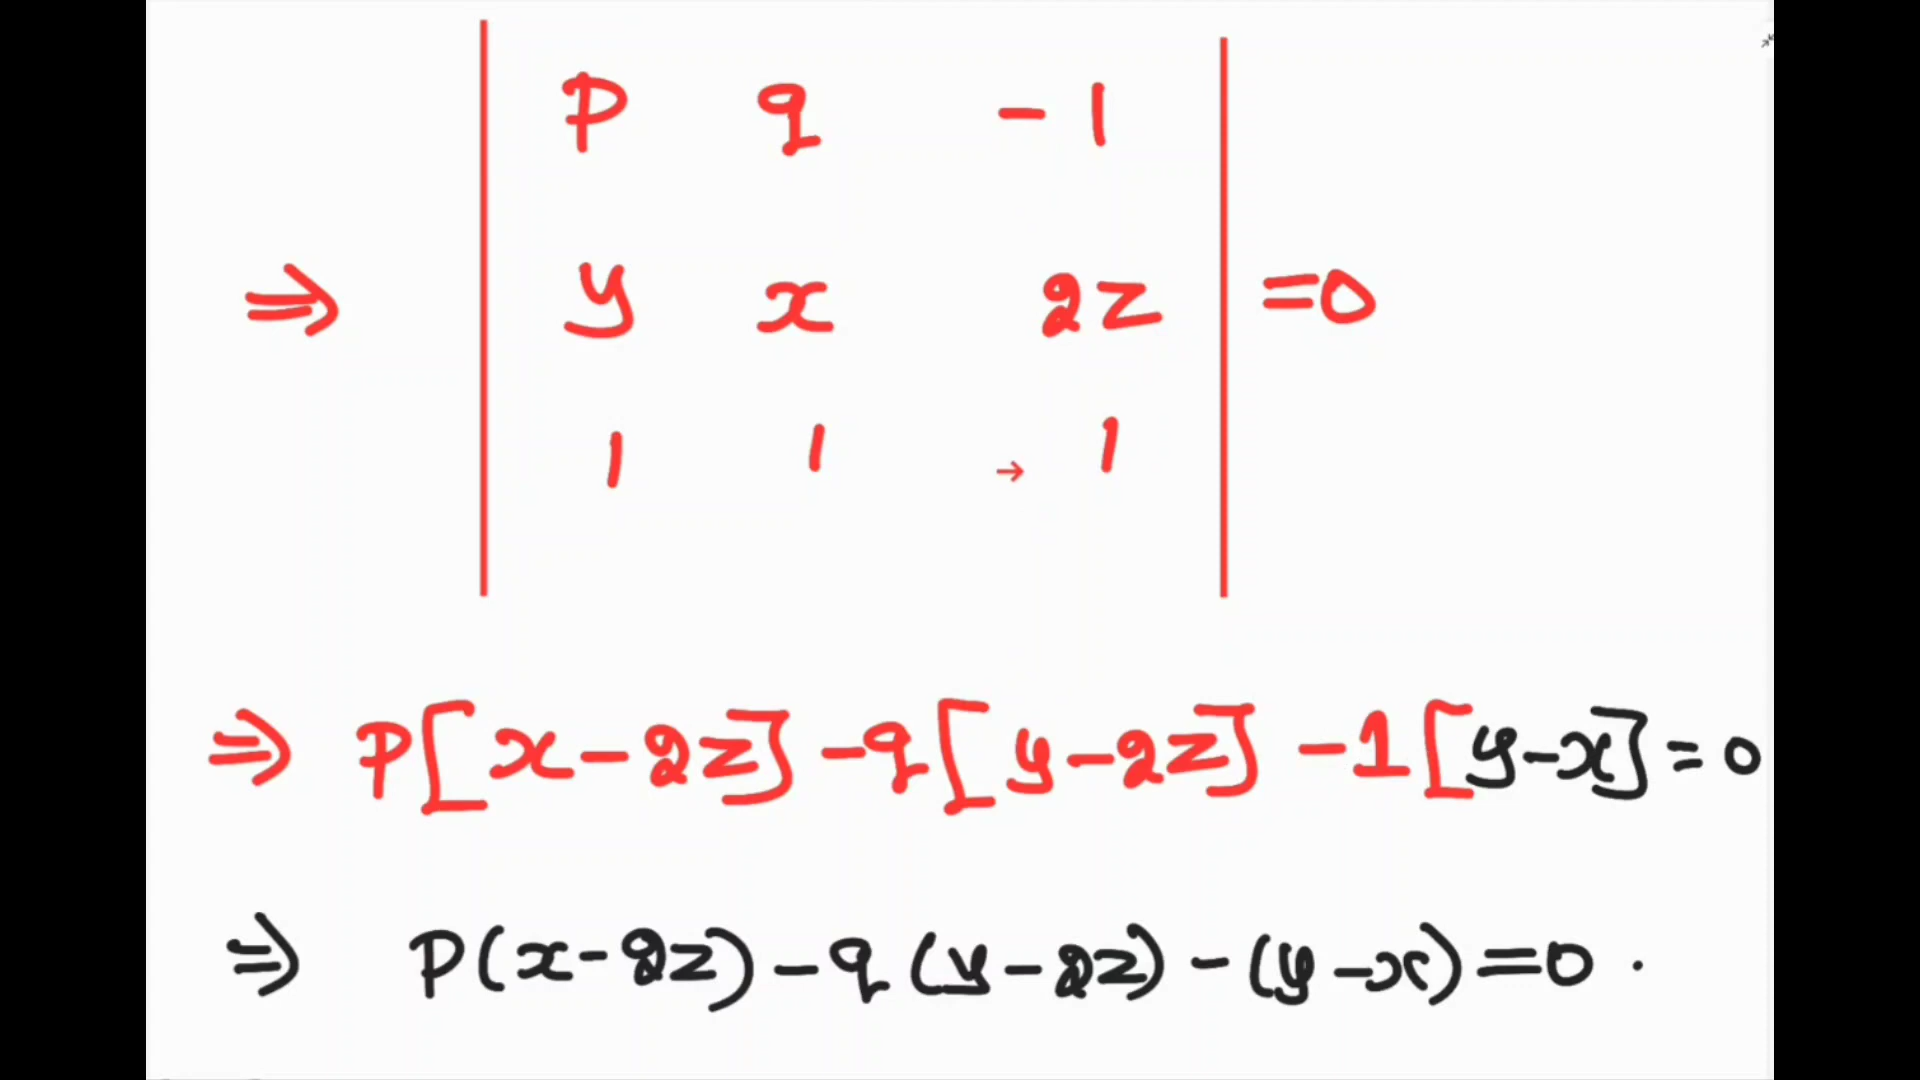 p q -1
⇒ y x 2z =0
1 1 → 1
⇒ p[x-2z] -q[y-2z] -1[y-x] = 0
⇒ p(x-2z) - q(y-2z) - (y-x) =0 .